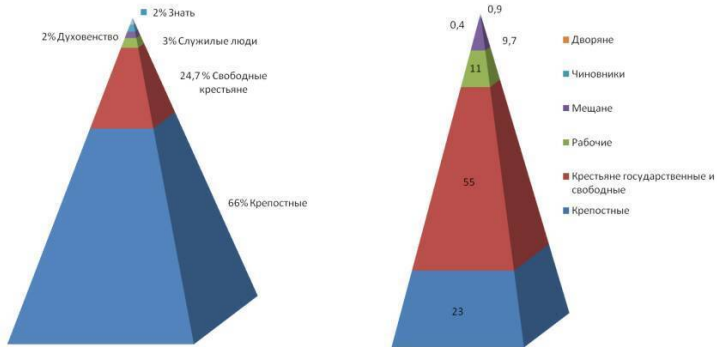 2% Знать
2% Духовенство
3% Служилые люди
24,7% Свободные
крестьяне
66% Крепостные
0,9
0,4
9,7
11
55
23
Дворяне
Чиновники
Мещане
Рабочие
Крестьяне государственные и
свободные
Крепостные